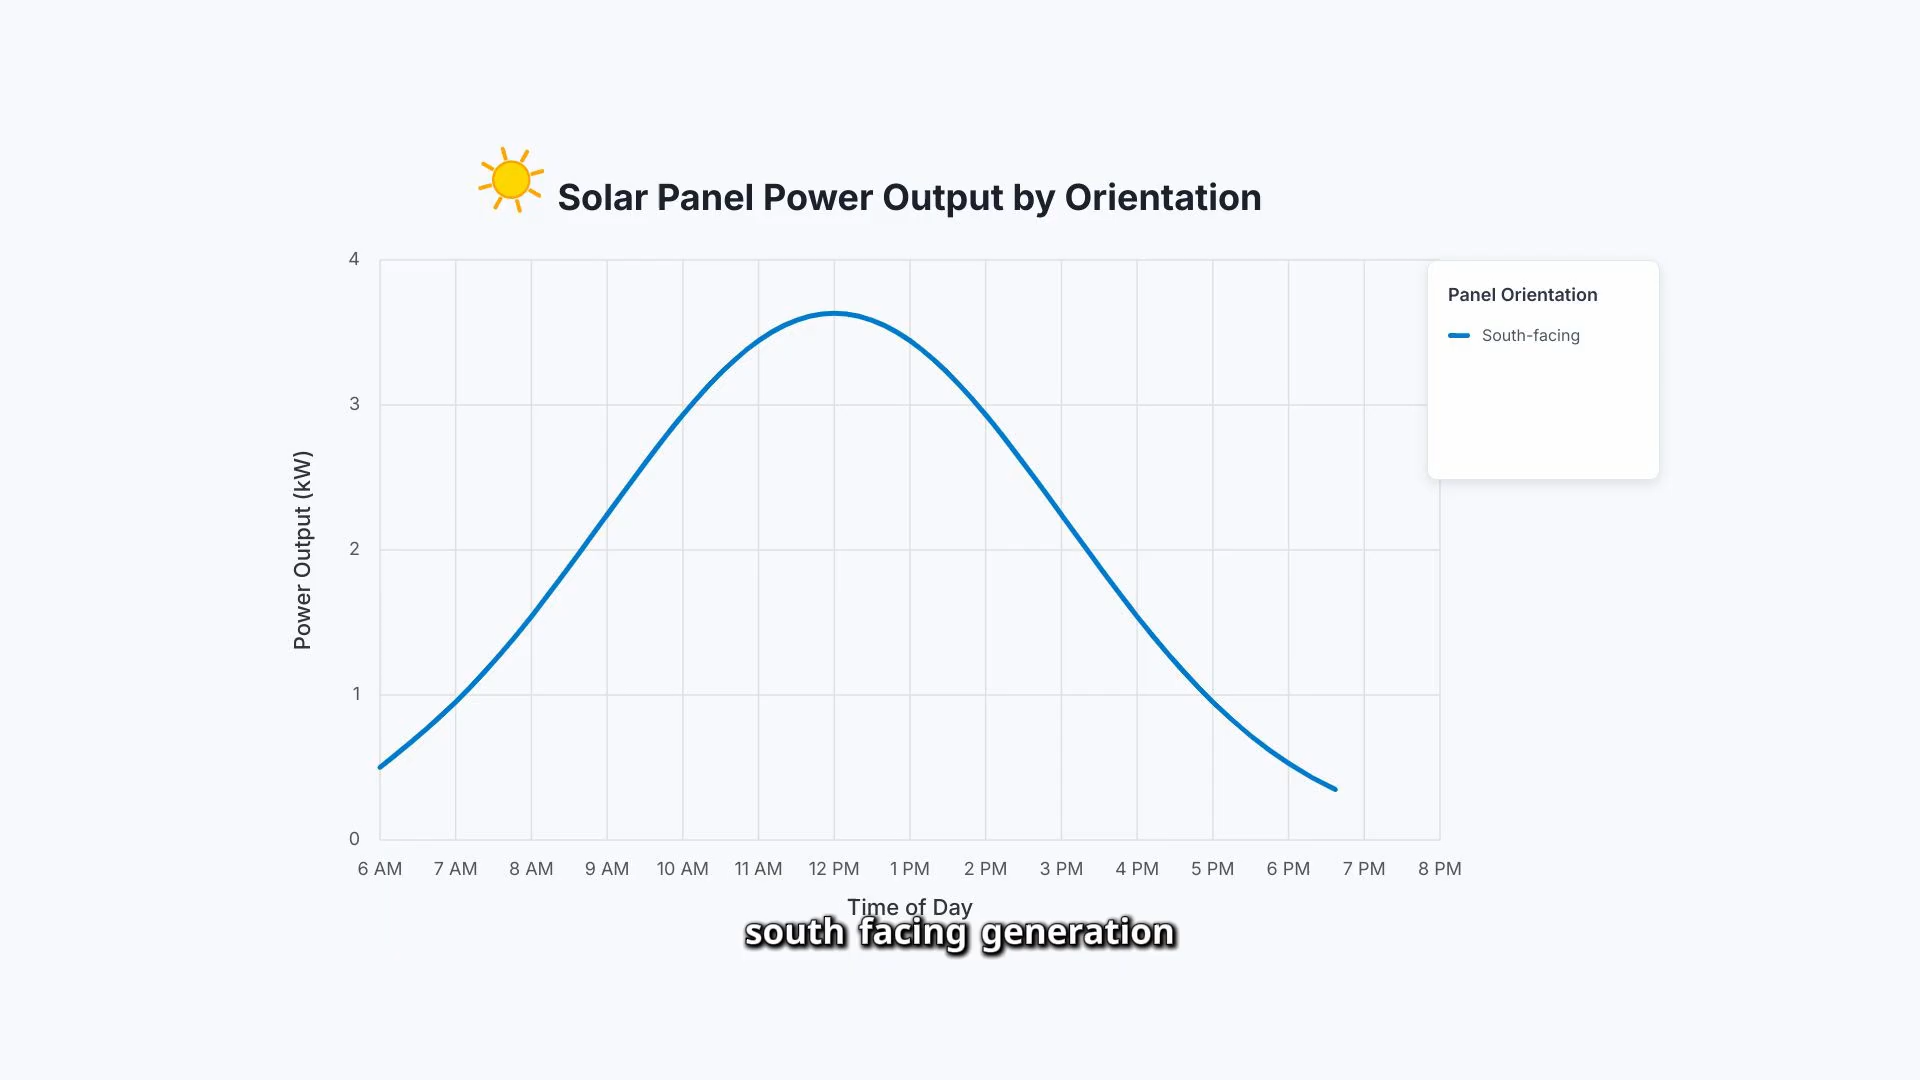 Solar Panel Power Output by Orientation
4
3
2
1
0
Power Output (kW)
6 AM 7 AM 8 AM 9 AM 10 AM 11 AM 12 PM 1 PM 2 PM 3 PM 4 PM 5 PM 6 PM 7 PM 8 PM
Time of Day
Panel Orientation
South-facing
south facing generation